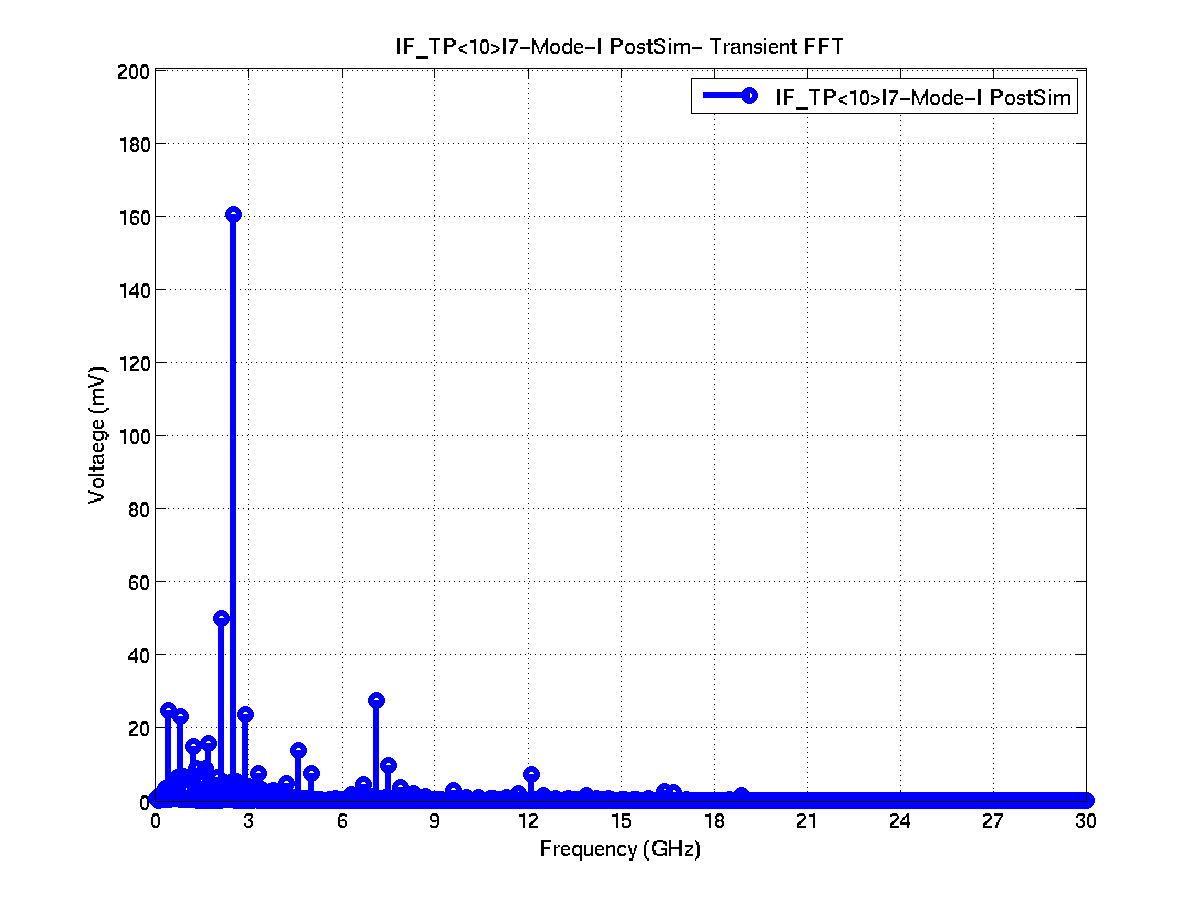 IF_TP<10>I7-Mode-I PostSim- Transient FFT
IF_TP<10>I7-Mode-I PostSim
200
180
160
140
120
100
80
60
40
20
0
Voltaege (mV)
0 3 6 9 12 15 18 21 24 27 30
Frequency (GHz)